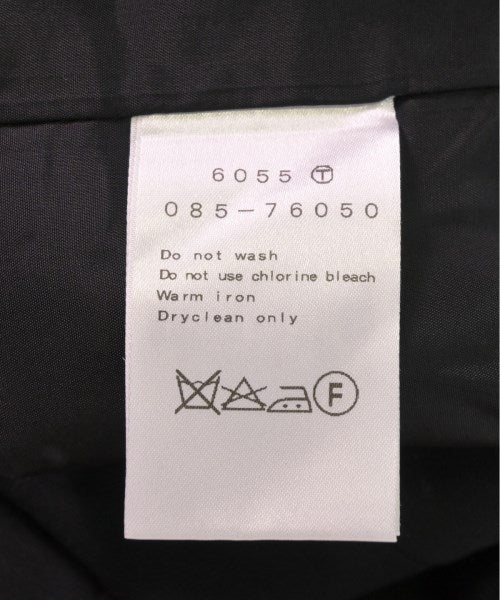 6055 Ⓣ
085-76050
Do not wash
Do not use chlorine bleach
Warm iron
Dryclean only
F